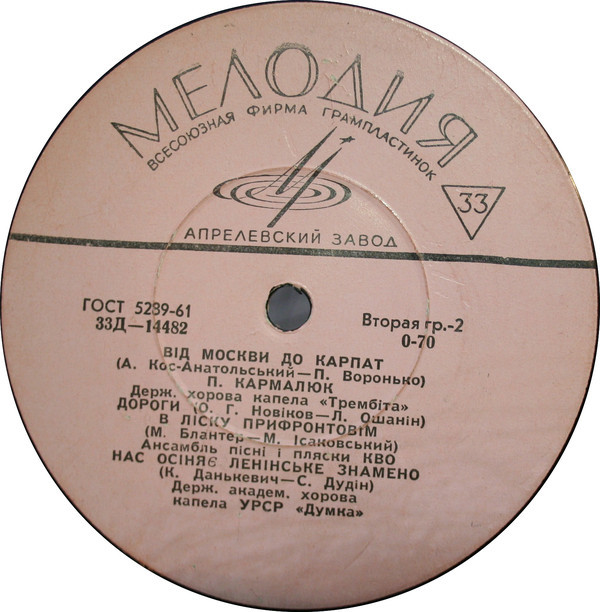 МЕЛОДИЯ
ВСЕСОЮЗНАЯ ФИРМА ГРАМПЛАСТИНОК
33
АПРЕЛЕВСКИЙ ЗАВОД
ГОСТ 5289-61
33Д—14482
Вторая гр.-2
0-70
ВІД МОСКВИ ДО КАРПАТ
(А. Кос-Анатольський—П. Воронько)
П. КАРМАЛЮК
Держ. хорова капела «Трембіта»
ДОРОГИ (О. Г. Новіков—Л. Ошанін)
В ЛІСКУ ПРИФРОНТОВІМ
(М. Блантер—М. Ісаковський)
Ансамбль пісні і пляски КВО
НАС ОСІНЯЄ ЛЕНІНСЬКЕ ЗНАМЕНО
(К. Данькевич—С. Дудін)
Держ. академ. хорова
капела УРСР «Думка»